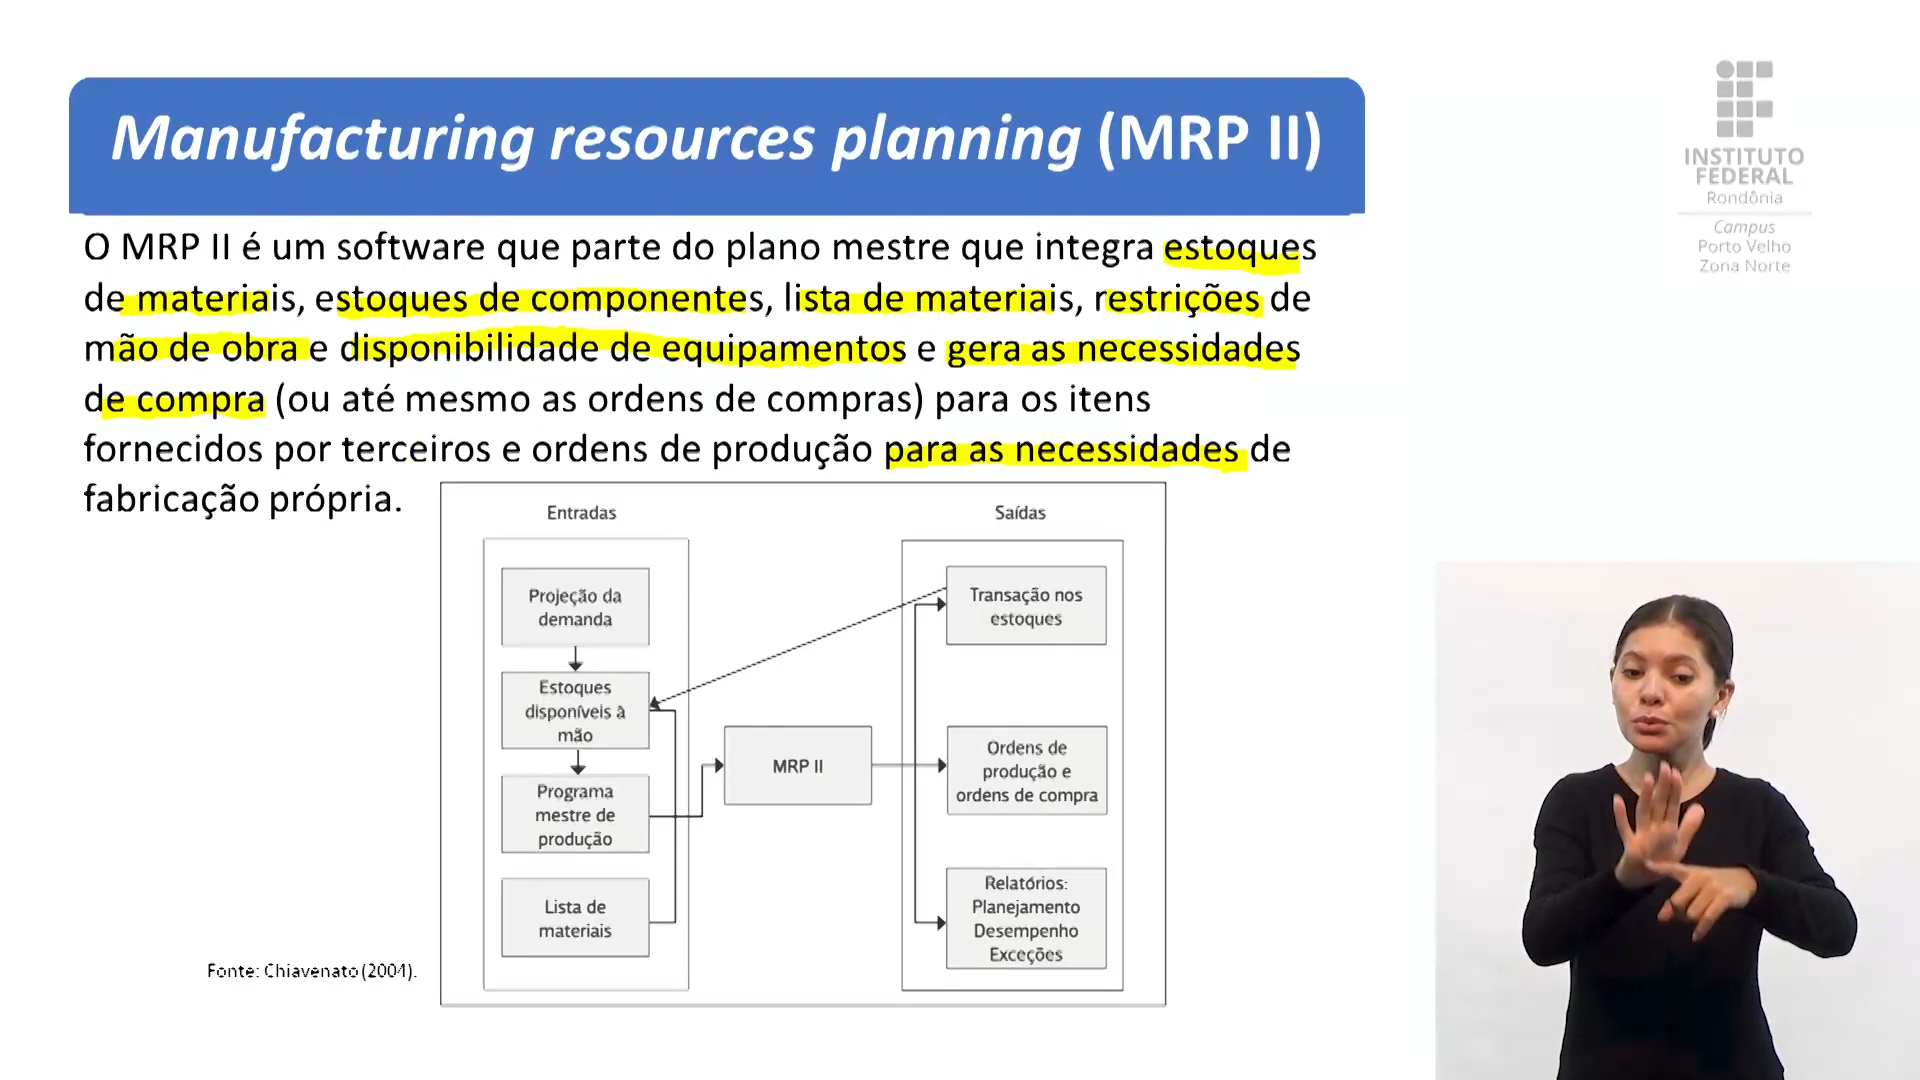 Manufacturing resources planning (MRP II)
O MRP II é um software que parte do plano mestre que integra estoques
de materiais, estoques de componentes, lista de materiais, restrições de
mão de obra e disponibilidade de equipamentos e gera as necessidades
de compra (ou até mesmo as ordens de compras) para os itens
fornecidos por terceiros e ordens de produção para as necessidades de
fabricação própria.
Entradas
Projeção da
demanda
Estoques
disponíveis à
mão
Programa
mestre de
produção
Lista de
materiais
MRP II
Saídas
Transação nos
estoques
Ordens de
produção e
ordens de compra
Relatórios:
Planejamento
Desempenho
Exceções
Fonte: Chiavenato (2004).
INSTITUTO
FEDERAL
Rondônia
Campus
Porto Velho
Zona Norte